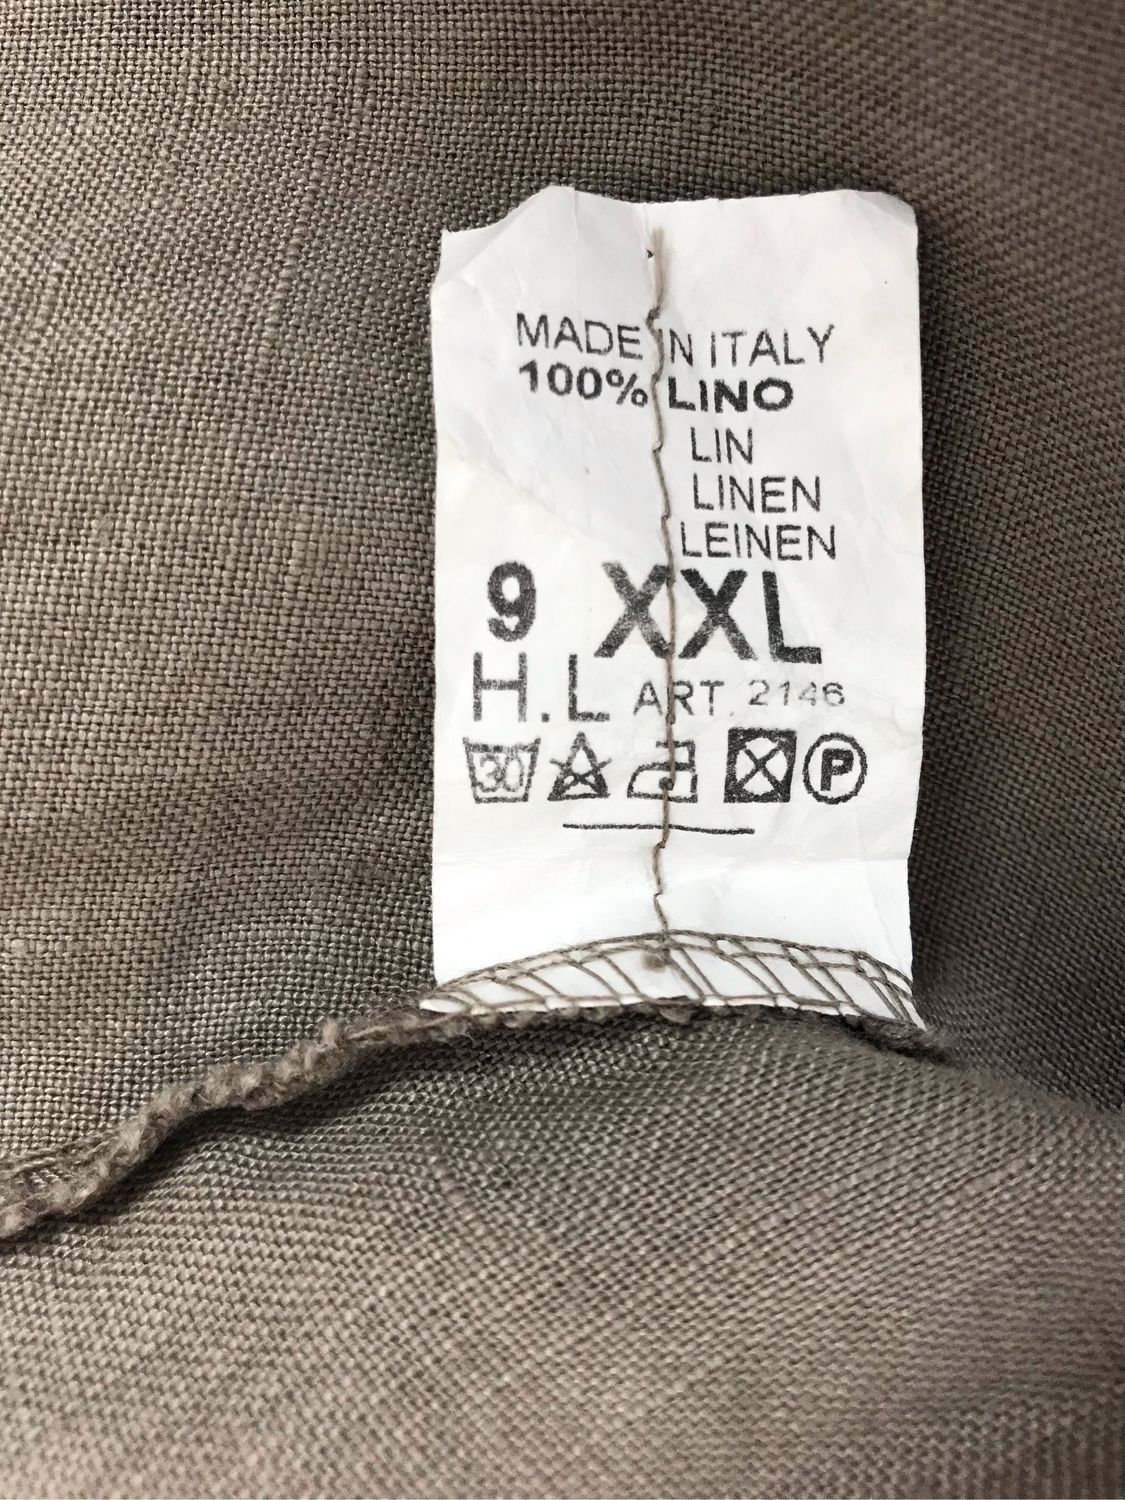 MADE IN ITALY
100% LINO
LIN
LINEN
LEINEN
9 XXL
H.L ART. 2146
30 P